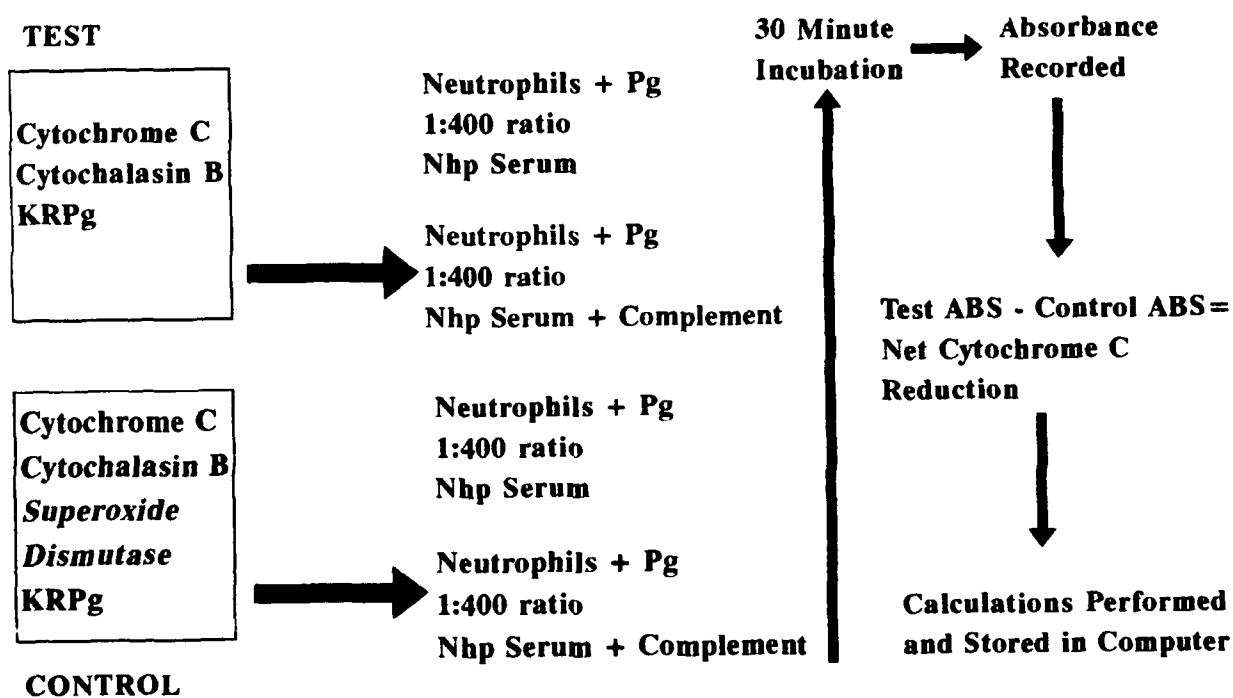 TEST
Cytochrome C
Cytochalasin B
KRPg
Neutrophils + Pg
1:400 ratio
Nhp Serum
Neutrophils + Pg
1:400 ratio
Nhp Serum + Complement
Cytochrome C
Cytochalasin B
Superoxide
Dismutase
KRPg
CONTROL
Neutrophils + Pg
1:400 ratio
Nhp Serum
Neutrophils + Pg
1:400 ratio
Nhp Serum + Complement
30 Minute
Incubation
Absorbance
Recorded
Test ABS - Control ABS=
Net Cytochrome C
Reduction
Calculations Performed
and Stored in Computer